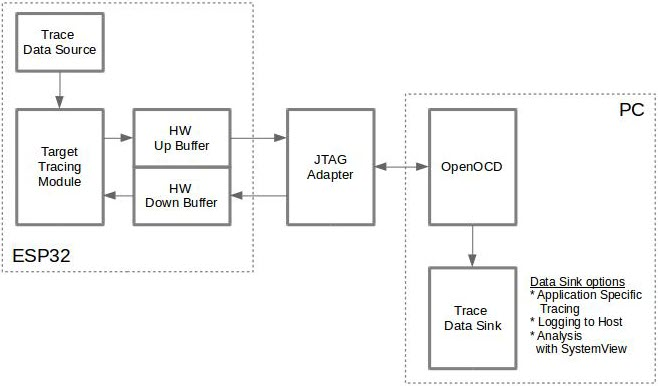 Trace
Data Source
Target
Tracing
Module
HW
Up Buffer
HW
Down Buffer
ESP32
JTAG
Adapter
PC
OpenOCD
Trace
Data Sink
Data Sink options
* Application Specific
Tracing
* Logging to Host
* Analysis
with SystemView